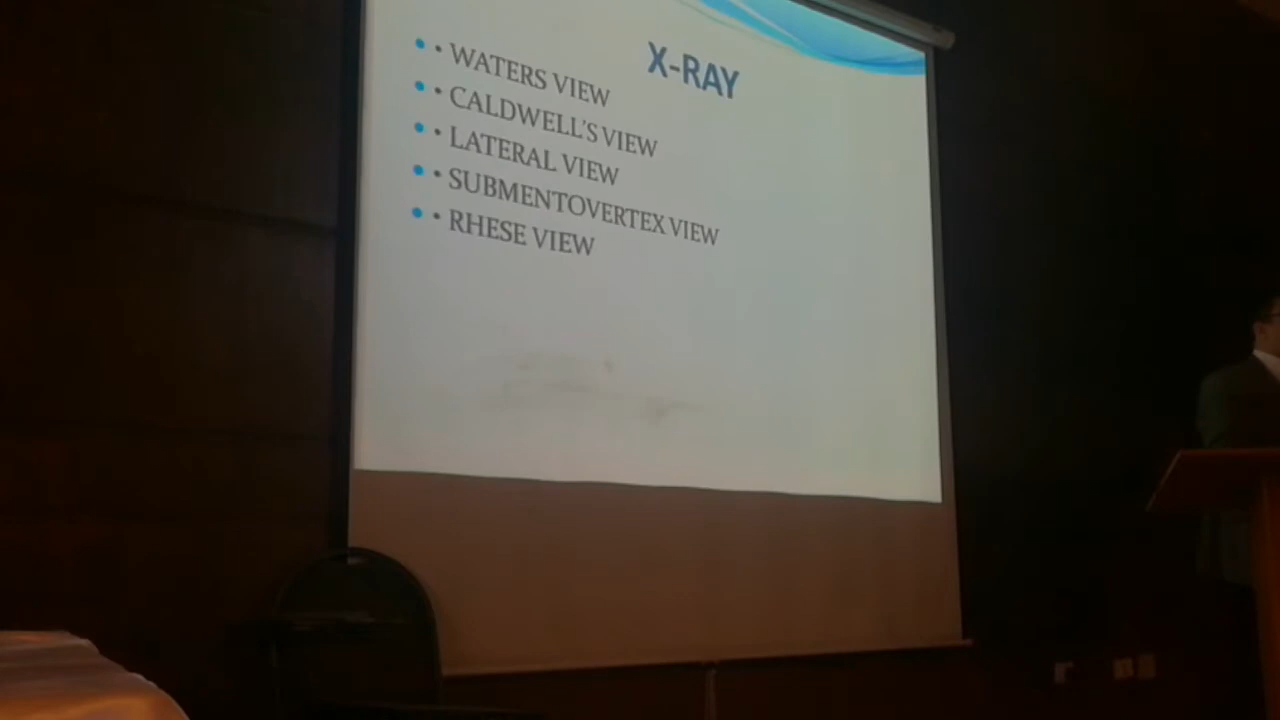 X-RAY
• • WATERS VIEW
• • CALDWELL'S VIEW
• • LATERAL VIEW
• • SUBMENTOVERTEX VIEW
• • RHESE VIEW